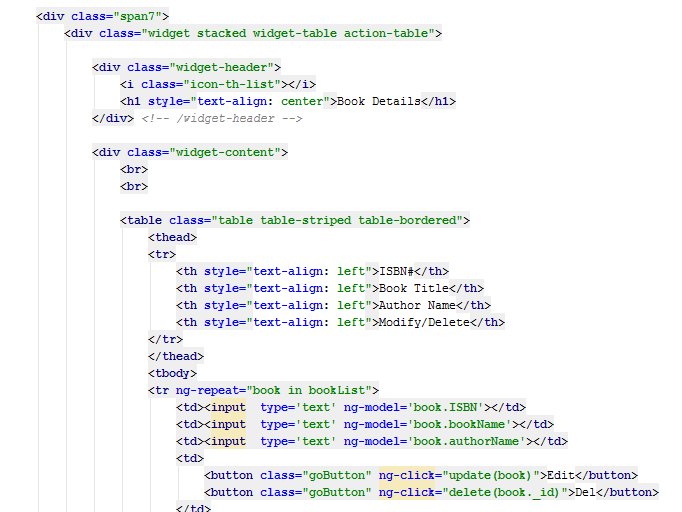 <div class="span7">
<div class="widget stacked widget-table action-table">
<div class="widget-header">
<i class="icon-th-list"></i>
<h1 style="text-align: center">Book Details</h1>
</div> <!-- /widget-header -->
<div class="widget-content">
<br>
<br>
<table class="table table-striped table-bordered">
<thead>
<tr>
<th style="text-align: left">ISBN#</th>
<th style="text-align: left">Book Title</th>
<th style="text-align: left">Author Name</th>
<th style="text-align: left">Modify/Delete</th>
</tr>
</thead>
<tbody>
<tr ng-repeat="book in bookList">
<td><input  type='text' ng-model='book.ISBN'></td>
<td><input  type='text' ng-model='book.bookName'></td>
<td><input  type='text' ng-model='book.authorName'></td>
<td>
<button class="goButton" ng-click="update(book)">Edit</button>
<button class="goButton" ng-click="delete(book._id)">Del</button>
</td>